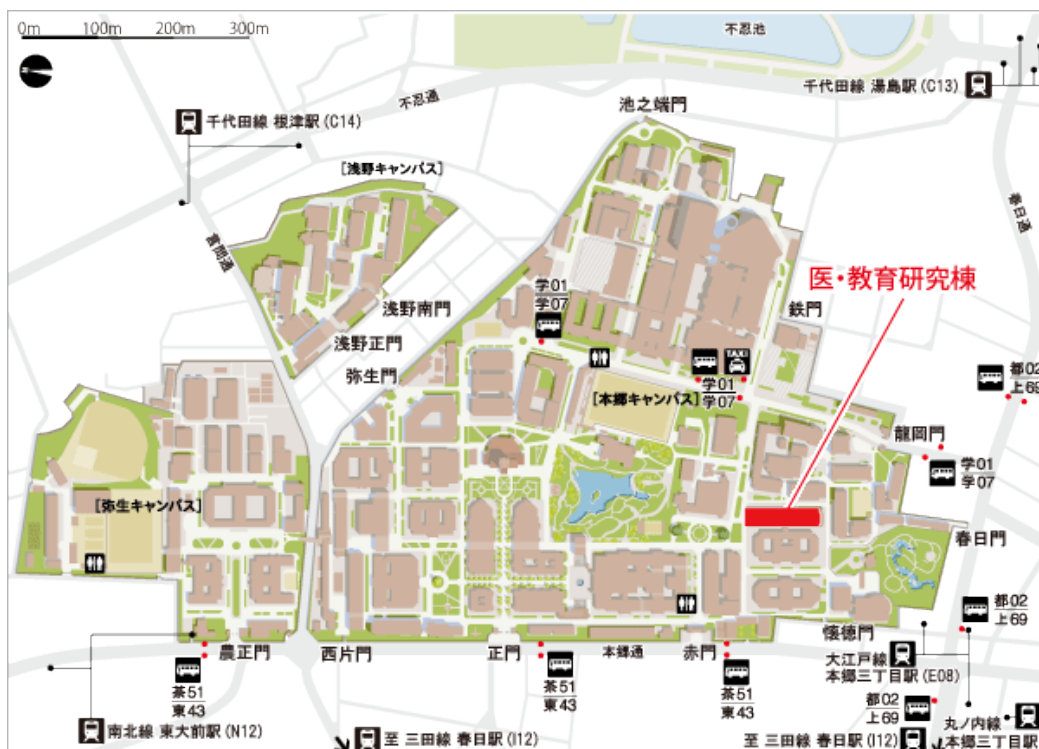 0m 100m 200m 300m
不忍池
千代田線 湯島駅(C13)
不忍通
池之端門
千代田線 根津駅(C14)
[浅野キャンパス]
春日通
言問通
医・教育研究棟
学01
学07
浅野南門
鉄門
浅野正門
弥生門
TAXI
学01
学07
都02
上69
[本郷キャンパス]
龍岡門
学01
学07
[弥生キャンパス]
春日門
都02
上69
懐徳門
農正門
西片門
正門
本郷通
赤門
大江戸線
本郷三丁目駅(E08)
茶51
東43
茶51
東43
茶51
東43
都02
上69
南北線 東大前駅(N12)
至 三田線 春日駅(I12)
至 三田線 春日駅(I12)
丸ノ内線
本郷三丁目駅